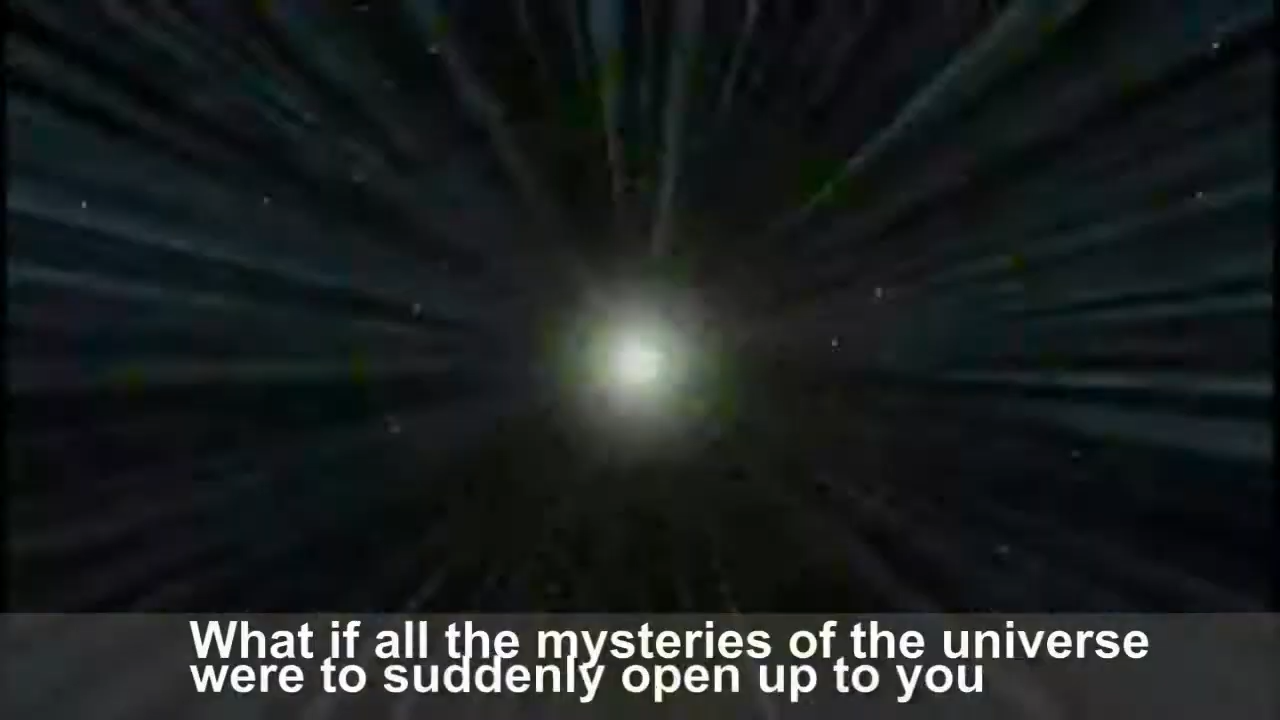 What if all the mysteries of the universe
were to suddenly open up to you